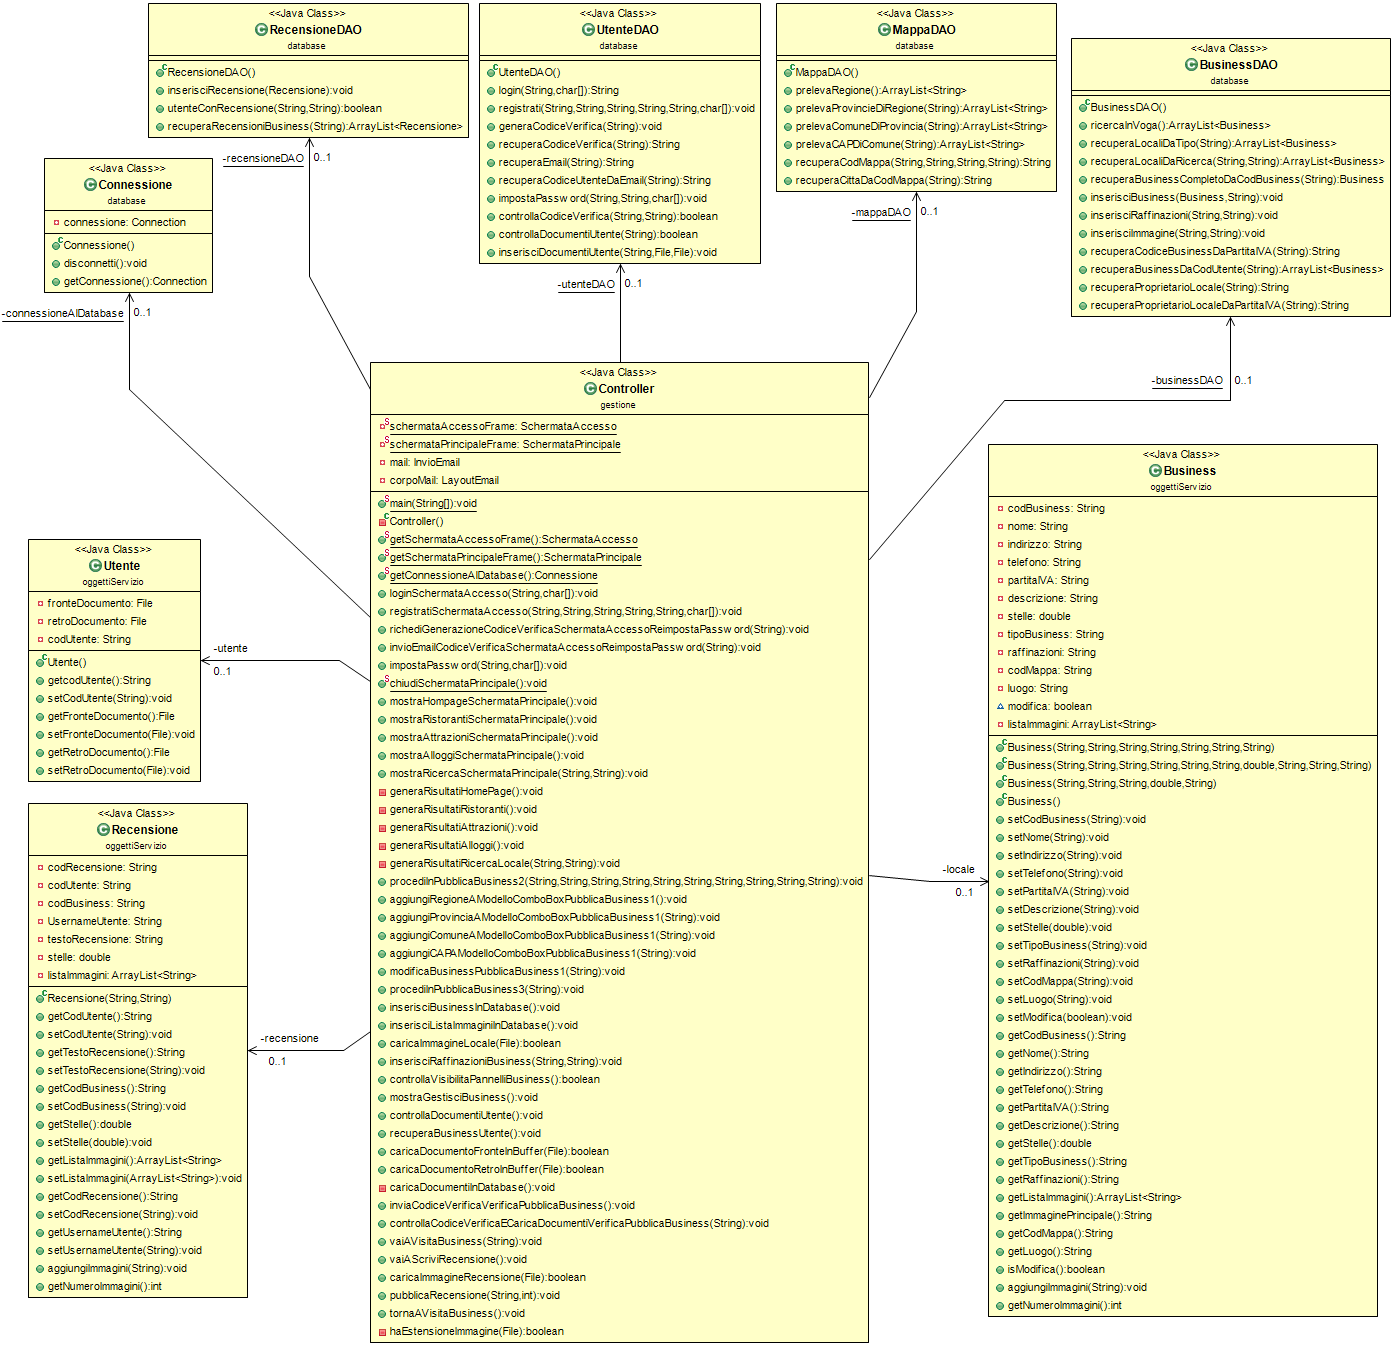 <<Java Class>>
RecensioneDAO
database
RecensioneDAO()
inserisciRecensione(Recensione):void
utenteConRecensione(String,String):boolean
recuperaRecensioniBusiness(String):ArrayList<Recensione>
<<Java Class>>
UtenteDAO
database
UtenteDAO()
login(String,char[]):String
registrati(String,String,String,String,String,char[]):void
generaCodiceVerifica(String):void
recuperaCodiceVerifica(String):String
recuperaEmail(String):String
recuperaCodiceUtenteDaEmail(String):String
impostaPassw ord(String,String,char[]):void
controllaCodiceVerifica(String,String):boolean
controllaDocumentiUtente(String):boolean
inserisciDocumentiUtente(String,File,File):void
<<Java Class>>
MappaDAO
database
MappaDAO()
prelevaRegione():ArrayList<String>
prelevaProvincieDiRegione(String):ArrayList<String>
prelevaComuneDiProvincia(String):ArrayList<String>
prelevaCAPDiComune(String):ArrayList<String>
recuperaCodMappa(String,String,String,String):String
recuperaCittaDaCodMappa(String):String
<<Java Class>>
BusinessDAO
database
BusinessDAO()
ricercaInVoga():ArrayList<Business>
recuperaLocaliDaTipo(String):ArrayList<Business>
recuperaLocaliDaRicerca(String,String):ArrayList<Business>
recuperaBusinessCompletoDaCodBusiness(String):Business
inserisciBusiness(Business,String):void
inserisciRaffinazioni(String,String):void
inserisciImmagine(String,String):void
recuperaCodiceBusinessDaPartitaIVA(String):String
recuperaBusinessDaCodUtente(String):ArrayList<Business>
recuperaProprietarioLocale(String):String
recuperaProprietarioLocaleDaPartitaIVA(String):String
<<Java Class>>
Connessione
database
connessione: Connection
Connessione()
disconnetti():void
getConnessione():Connection
-recensioneDAO
0..1
-utenteDAO
0..1
-mappaDAO
0..1
-businessDAO
0..1
-connessioneAlDatabase
0..1
<<Java Class>>
Controller
gestione
schermataAccessoFrame: SchermataAccesso
schermataPrincipaleFrame: SchermataPrincipale
mail: InvioEmail
corpoMail: LayoutEmail
main(String[]):void
Controller()
getSchermataAccessoFrame():SchermataAccesso
getSchermataPrincipaleFrame():SchermataPrincipale
getConnessioneAlDatabase():Connessione
loginSchermataAccesso(String,char[]):void
registratiSchermataAccesso(String,String,String,String,String,char[]):void
richediGenerazioneCodiceVerificaSchermataAccessoReimpostaPassw ord(String):void
invioEmailCodiceVerificaSchermataAccessoReimpostaPassw ord(String):void
impostaPassw ord(String,char[]):void
chiudiSchermataPrincipale():void
mostraHompageSchermataPrincipale():void
mostraRistorantiSchermataPrincipale():void
mostraAttrazioniSchermataPrincipale():void
mostraAlloggiSchermataPrincipale():void
mostraRicercaSchermataPrincipale(String,String):void
generaRisultatiHomePage():void
generaRisultatiRistoranti():void
generaRisultatiAttrazioni():void
generaRisultatiAlloggi():void
generaRisultatiRicercaLocale(String,String):void
procediInPubblicaBusiness2(String,String,String,String,String,String,String,String,String):void
aggiungiRegioneAModelloComboBoxPubblicaBusiness1():void
aggiungiProvinciaAModelloComboBoxPubblicaBusiness1(String):void
aggiungiComuneAModelloComboBoxPubblicaBusiness1(String):void
aggiungiCAPAModelloComboBoxPubblicaBusiness1(String):void
modificaBusinessPubblicaBusiness1(String):void
procediInPubblicaBusiness3(String):void
inserisciBusinessInDatabase():void
inserisciListaImmaginiInDatabase():void
caricaImmagineLocale(File):boolean
inserisciRaffinazioniBusiness(String,String):void
controllaVisibilitaPannelliBusiness():boolean
mostraGestisciBusiness():void
controllaDocumentiUtente():void
recuperaBusinessUtente():void
caricaDocumentoFronteInBuffer(File):boolean
caricaDocumentoRetroInBuffer(File):boolean
caricaDocumentiInDatabase():void
inviaCodiceVerificaVerificaPubblicaBusiness():void
controllaCodiceVerificaECaricaDocumentiVerificaPubblicaBusiness(String):void
vaiAVisitaBusiness(String):void
vaiAScriviRecensione():void
caricaImmagineRecensione(File):boolean
pubblicaRecensione(String,int):void
tornaAVisitaBusiness():void
haEstensioneImmagine(File):boolean
<<Java Class>>
Utente
oggettiServizio
fronteDocumento: File
retroDocumento: File
codUtente: String
Utente()
getcodUtente():String
setCodUtente(String):void
getFronteDocumento():File
setFronteDocumento(File):void
getRetroDocumento():File
setRetroDocumento(File):void
-utente
0..1
<<Java Class>>
Recensione
oggettiServizio
codRecensione: String
codUtente: String
codBusiness: String
UsernameUtente: String
testoRecensione: String
stelle: double
listaImmagini: ArrayList<String>
Recensione(String,String)
getCodUtente():String
setCodUtente(String):void
getTestoRecensione():String
setTestoRecensione(String):void
getCodBusiness():String
setCodBusiness(String):void
getStelle():double
setStelle(double):void
getListaImmagini():ArrayList<String>
setListaImmagini(ArrayList<String>):void
getCodRecensione():String
setCodRecensione(String):void
getUsernameUtente():String
setUsernameUtente(String):void
aggiungiImmagini(String):void
getNumeroImmagini():int
-recensione
0..1
-locale
0..1
<<Java Class>>
Business
oggettiServizio
codBusiness: String
nome: String
indirizzo: String
telefono: String
partitaIVA: String
descrizione: String
stelle: double
tipoBusiness: String
raffinazioni: String
codMappa: String
luogo: String
modifica: boolean
listaImmagini: ArrayList<String>
Business(String,String,String,String,String,String,String)
Business(String,String,String,String,String,String,double,String,String,String)
Business(String,String,String,double,String)
Business()
setCodBusiness(String):void
setNome(String):void
setIndirizzo(String):void
setTelefono(String):void
setPartitaIVA(String):void
setDescrizione(String):void
setStelle(double):void
setTipoBusiness(String):void
setRaffinazioni(String):void
setCodMappa(String):void
setLuogo(String):void
setModifica(boolean):void
getCodBusiness():String
getNome():String
getIndirizzo():String
getTelefono():String
getPartitaIVA():String
getDescrizione():String
getStelle():double
getTipoBusiness():String
getRaffinazioni():String
getListaImmagini():ArrayList<String>
getImmaginePrincipale():String
getCodMappa():String
getLuogo():String
isModifica():boolean
aggiungiImmagini(String):void
getNumeroImmagini():int